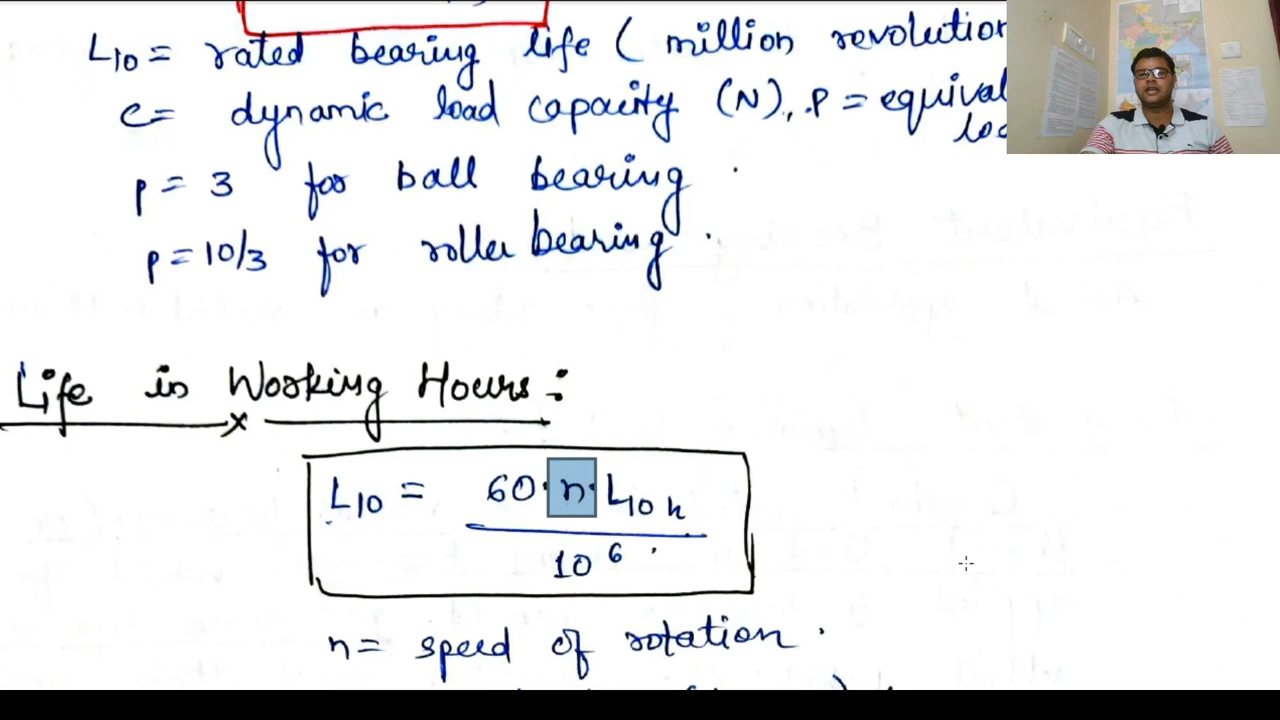 L10 = rated bearing life ( million revolution
c = dynamic load capacity (N), P = equival
p = 3 for ball bearing
p = 10/3 for roller bearing.
Life in Working Hours :
L10 = 60·n·L10h
10^6
n = speed of rotation.